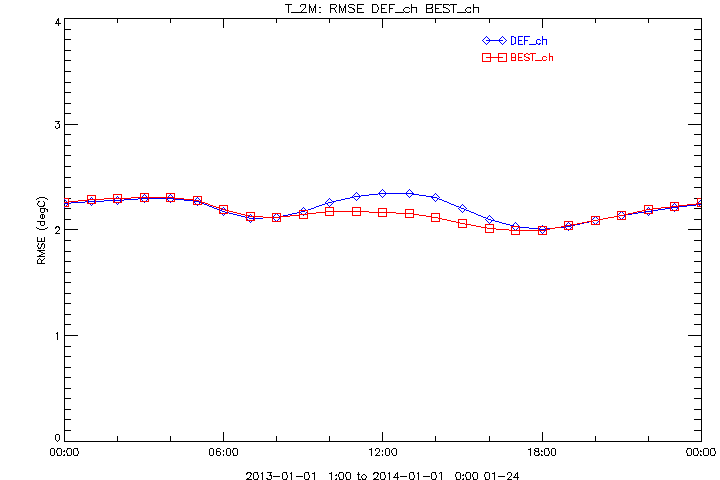 T_2M: RMSE DEF_ch BEST_ch
DEF_ch
BEST_ch
4
3
2
1
0
RMSE (degC)
00:00 06:00 12:00 18:00 00:00
2013-01-01 1:00 to 2014-01-01 0:00 01-24